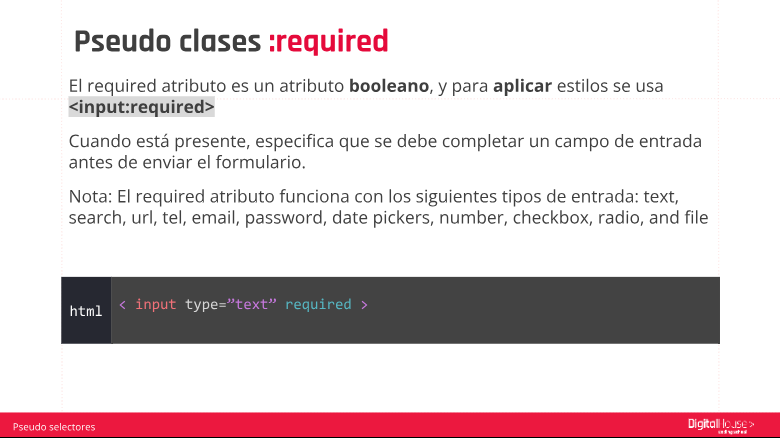 Pseudo clases :required
El required atributo es un atributo booleano, y para aplicar estilos se usa
<input:required>
Cuando está presente, especifica que se debe completar un campo de entrada
antes de enviar el formulario.
Nota: El required atributo funciona con los siguientes tipos de entrada: text,
search, url, tel, email, password, date pickers, number, checkbox, radio, and file
html
< input type=”text” required >
Pseudo selectores
DigitalHouse>
coding school